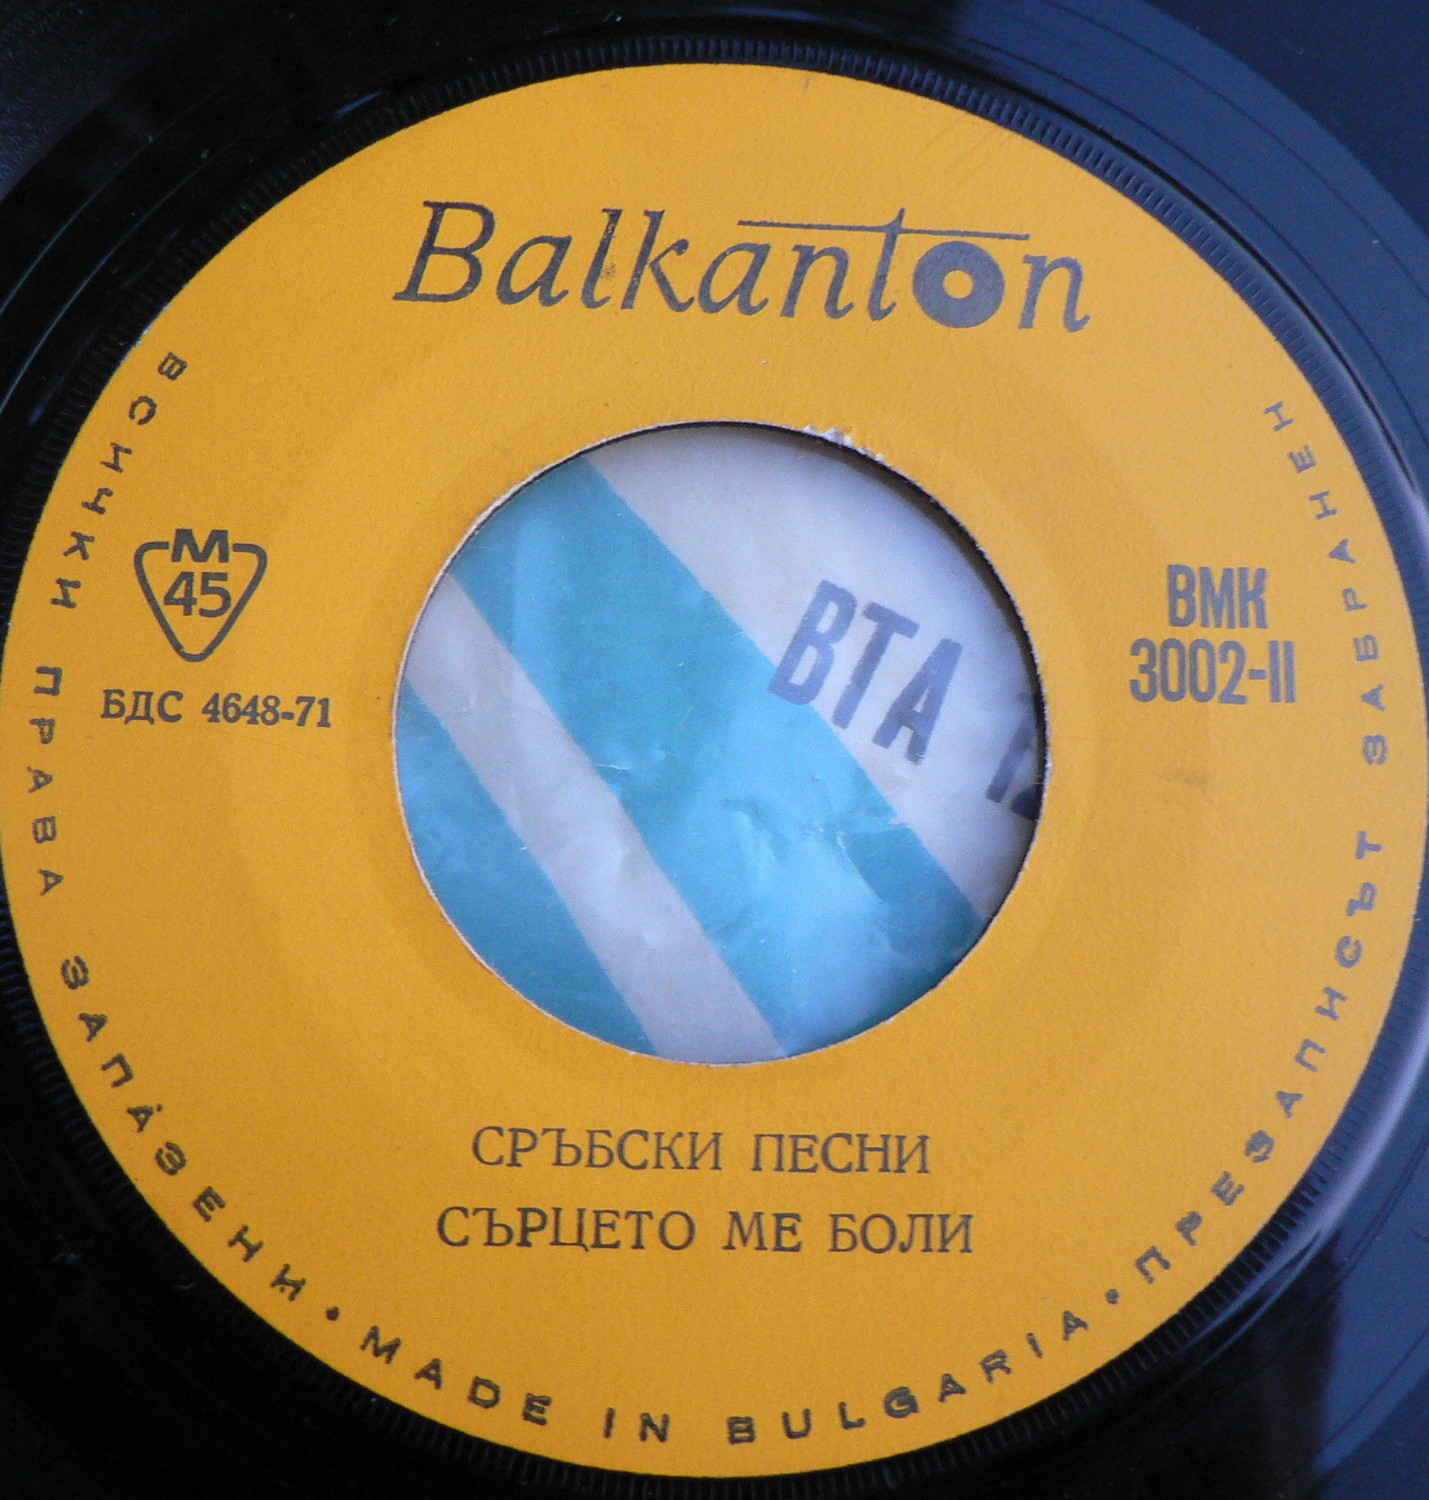 Balkanton
М
45
БДС 4648-71
ВМК
3002-II
ВТА
СРЪБСКИ ПЕСНИ
СЪРЦЕТО МЕ БОЛИ
ВСИЧКИ ПРАВА ЗАПАЗЕНИ • MADE IN BULGARIA • ПРЕЗАПИСЪТ ЗАБРАНЕН